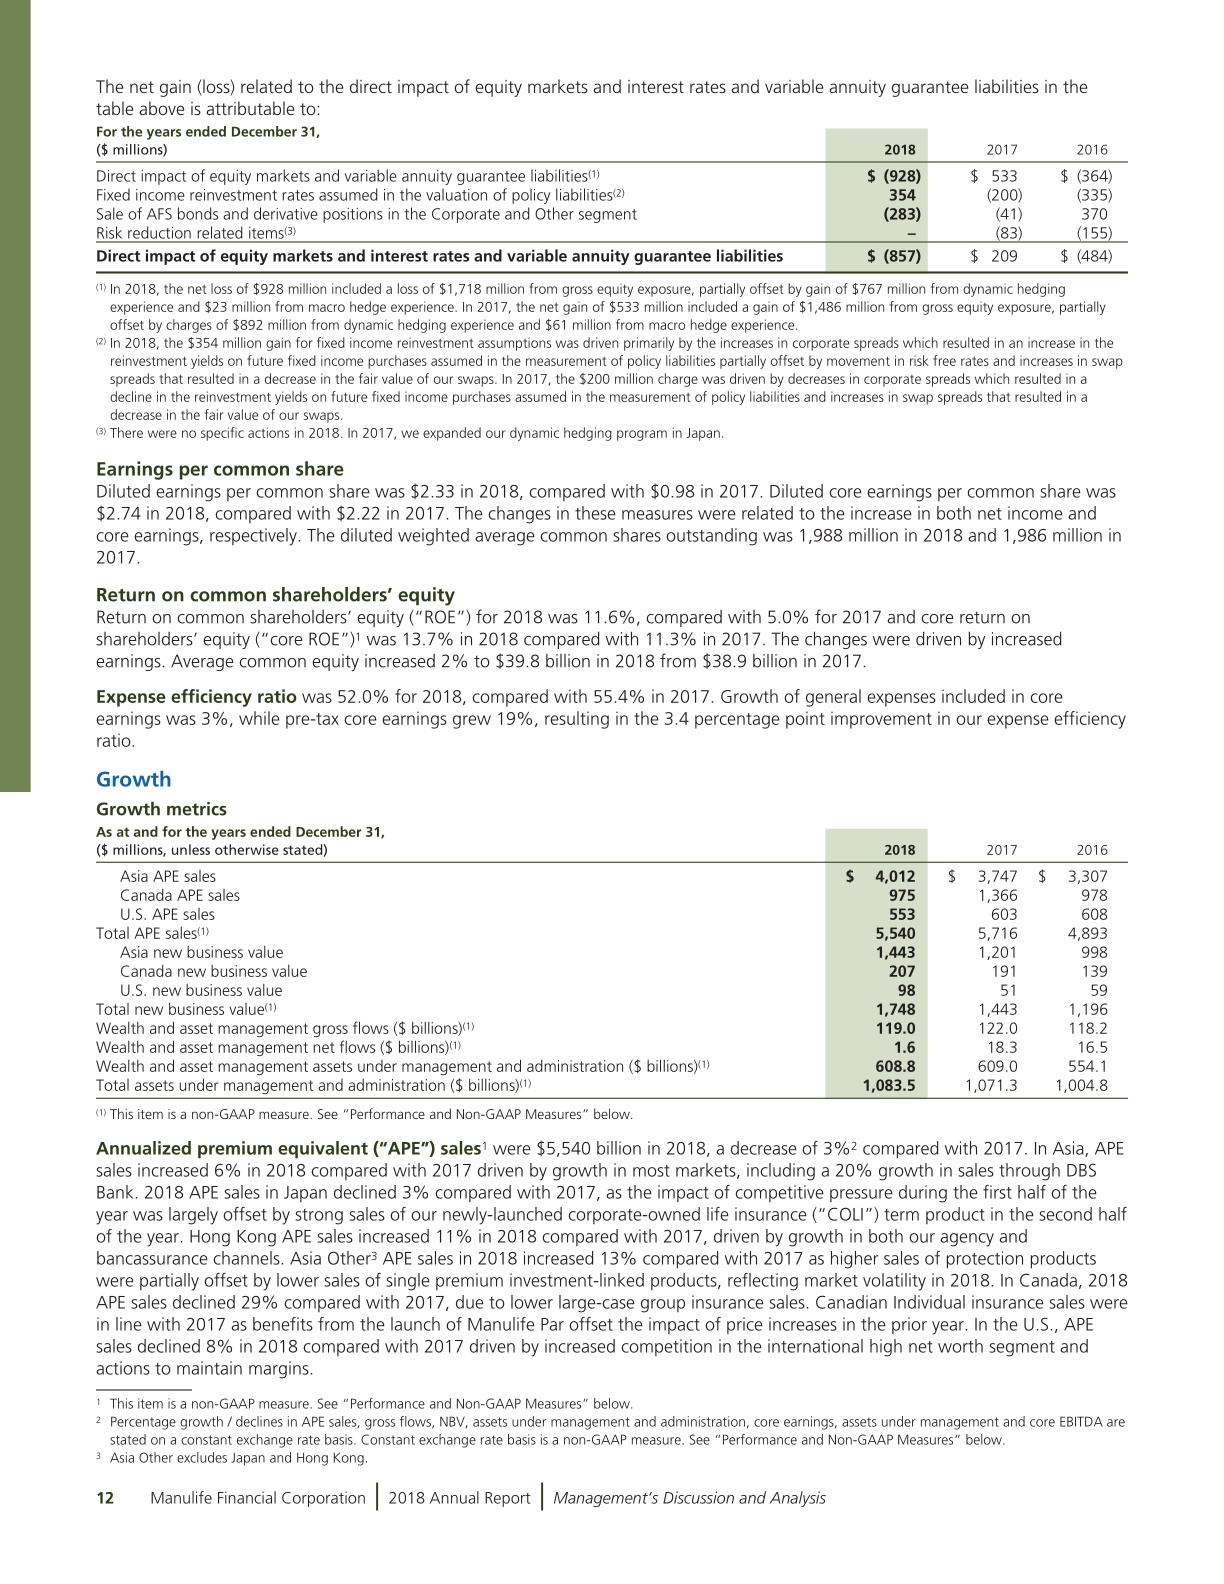 The net gain (loss) related to the direct impact of equity markets and interest rates and variable annuity guarantee liabilities in the
table above is attributable to:
For the years ended December 31,
($ millions) 2018 2017 2016
Direct impact of equity markets and variable annuity guarantee liabilities(1) $ (928) $ 533 $ (364)
Fixed income reinvestment rates assumed in the valuation of policy liabilities(2) 354 (200) (335)
Sale of AFS bonds and derivative positions in the Corporate and Other segment (283) (41) 370
Risk reduction related items(3) – (83) (155)
Direct impact of equity markets and interest rates and variable annuity guarantee liabilities $ (857) $ 209 $ (484)
(1) In 2018, the net loss of $928 million included a loss of $1,718 million from gross equity exposure, partially offset by gain of $767 million from dynamic hedging
experience and $23 million from macro hedge experience. In 2017, the net gain of $533 million included a gain of $1,486 million from gross equity exposure, partially
offset by charges of $892 million from dynamic hedging experience and $61 million from macro hedge experience.
(2) In 2018, the $354 million gain for fixed income reinvestment assumptions was driven primarily by the increases in corporate spreads which resulted in an increase in the
reinvestment yields on future fixed income purchases assumed in the measurement of policy liabilities partially offset by movement in risk free rates and increases in swap
spreads that resulted in a decrease in the fair value of our swaps. In 2017, the $200 million charge was driven by decreases in corporate spreads which resulted in a
decline in the reinvestment yields on future fixed income purchases assumed in the measurement of policy liabilities and increases in swap spreads that resulted in a
decrease in the fair value of our swaps.
(3) There were no specific actions in 2018. In 2017, we expanded our dynamic hedging program in Japan.
Earnings per common share
Diluted earnings per common share was $2.33 in 2018, compared with $0.98 in 2017. Diluted core earnings per common share was
$2.74 in 2018, compared with $2.22 in 2017. The changes in these measures were related to the increase in both net income and
core earnings, respectively. The diluted weighted average common shares outstanding was 1,988 million in 2018 and 1,986 million in
2017.
Return on common shareholders’ equity
Return on common shareholders’ equity (“ROE”) for 2018 was 11.6%, compared with 5.0% for 2017 and core return on
shareholders’ equity (“core ROE”)1 was 13.7% in 2018 compared with 11.3% in 2017. The changes were driven by increased
earnings. Average common equity increased 2% to $39.8 billion in 2018 from $38.9 billion in 2017.
Expense efficiency ratio was 52.0% for 2018, compared with 55.4% in 2017. Growth of general expenses included in core
earnings was 3%, while pre-tax core earnings grew 19%, resulting in the 3.4 percentage point improvement in our expense efficiency
ratio.
Growth
Growth metrics
As at and for the years ended December 31,
($ millions, unless otherwise stated) 2018 2017 2016
Asia APE sales $ 4,012 $ 3,747 $ 3,307
Canada APE sales 975 1,366 978
U.S. APE sales 553 603 608
Total APE sales(1) 5,540 5,716 4,893
Asia new business value 1,443 1,201 998
Canada new business value 207 191 139
U.S. new business value 98 51 59
Total new business value(1) 1,748 1,443 1,196
Wealth and asset management gross flows ($ billions)(1) 119.0 122.0 118.2
Wealth and asset management net flows ($ billions)(1) 1.6 18.3 16.5
Wealth and asset management assets under management and administration ($ billions)(1) 608.8 609.0 554.1
Total assets under management and administration ($ billions)(1) 1,083.5 1,071.3 1,004.8
(1) This item is a non-GAAP measure. See “Performance and Non-GAAP Measures” below.
Annualized premium equivalent (“APE”) sales1 were $5,540 billion in 2018, a decrease of 3%2 compared with 2017. In Asia, APE
sales increased 6% in 2018 compared with 2017 driven by growth in most markets, including a 20% growth in sales through DBS
Bank. 2018 APE sales in Japan declined 3% compared with 2017, as the impact of competitive pressure during the first half of the
year was largely offset by strong sales of our newly-launched corporate-owned life insurance (“COLI”) term product in the second half
of the year. Hong Kong APE sales increased 11% in 2018 compared with 2017, driven by growth in both our agency and
bancassurance channels. Asia Other3 APE sales in 2018 increased 13% compared with 2017 as higher sales of protection products
were partially offset by lower sales of single premium investment-linked products, reflecting market volatility in 2018. In Canada, 2018
APE sales declined 29% compared with 2017, due to lower large-case group insurance sales. Canadian Individual insurance sales were
in line with 2017 as benefits from the launch of Manulife Par offset the impact of price increases in the prior year. In the U.S., APE
sales declined 8% in 2018 compared with 2017 driven by increased competition in the international high net worth segment and
actions to maintain margins.
1 This item is a non-GAAP measure. See “Performance and Non-GAAP Measures” below.
2 Percentage growth / declines in APE sales, gross flows, NBV, assets under management and administration, core earnings, assets under management and core EBITDA are
stated on a constant exchange rate basis. Constant exchange rate basis is a non-GAAP measure. See “Performance and Non-GAAP Measures” below.
3 Asia Other excludes Japan and Hong Kong.
12 Manulife Financial Corporation | 2018 Annual Report | Management’s Discussion and Analysis